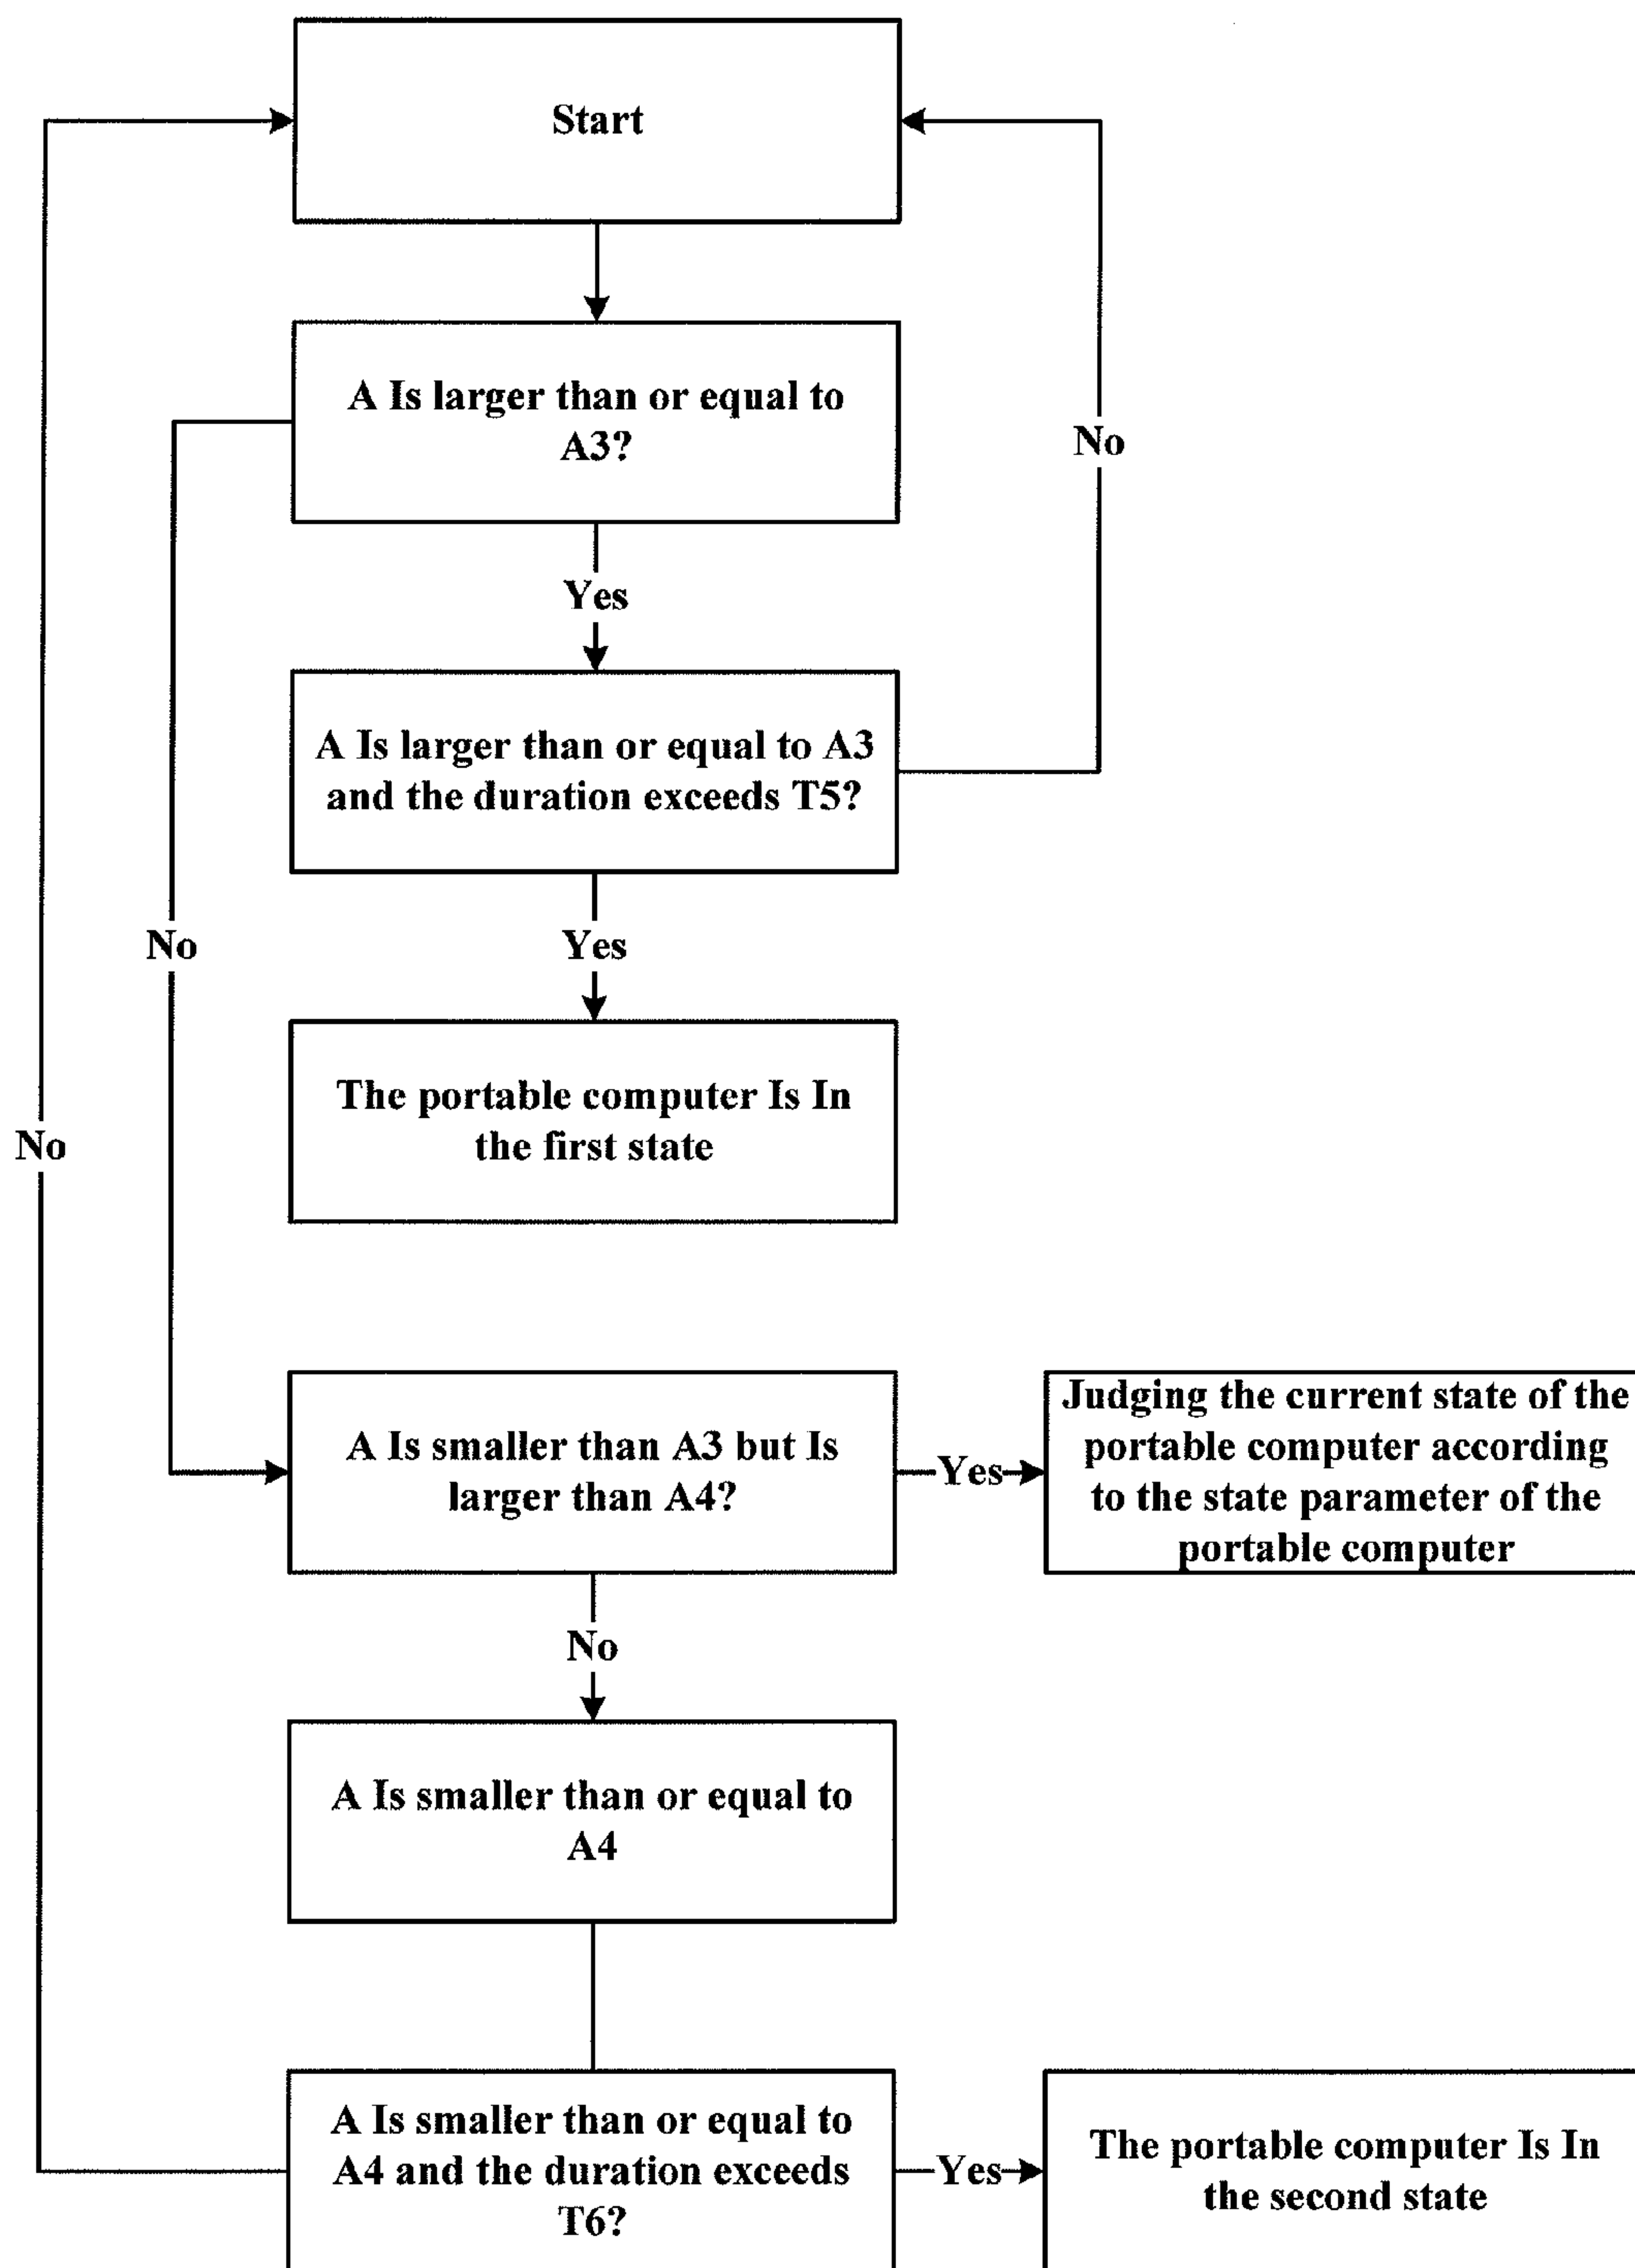 Start
A Is larger than or equal to
A3?
No
Yes
A Is larger than or equal to A3
and the duration exceeds T5?
No
Yes
The portable computer Is In
the first state
No
A Is smaller than A3 but Is
larger than A4?
Yes
Judging the current state of the
portable computer according
to the state parameter of the
portable computer
No
A Is smaller than or equal to
A4
A Is smaller than or equal to
A4 and the duration exceeds
T6?
Yes
The portable computer Is In
the second state